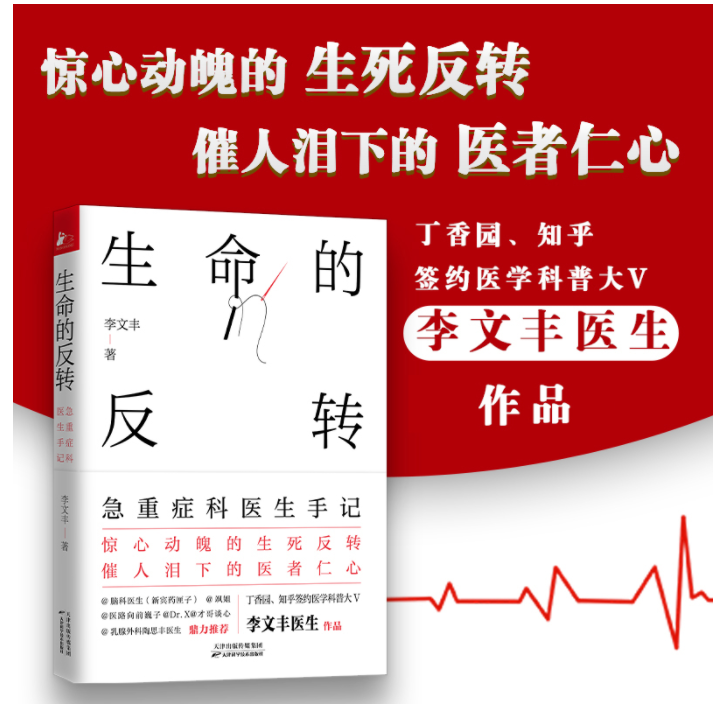 惊心动魄的 生死反转
催人泪下的 医者仁心
丁香园、知乎
签约医学科普大V
李文丰医生
作品
生命的反转
急重症科
医生手记
李文丰 著
生命的
李文丰
著
反转
急重症科医生手记
惊心动魄的生死反转
催人泪下的医者仁心
@脑科医生（新宾药匣子） @飒姐
@医路向前巍子@Dr.X@才哥谈心
@乳腺外科陶思丰医生 鼎力推荐
丁香园、知乎签约医学科普大V
李文丰医生 作品
天津出版传媒集团
天津科学技术出版社